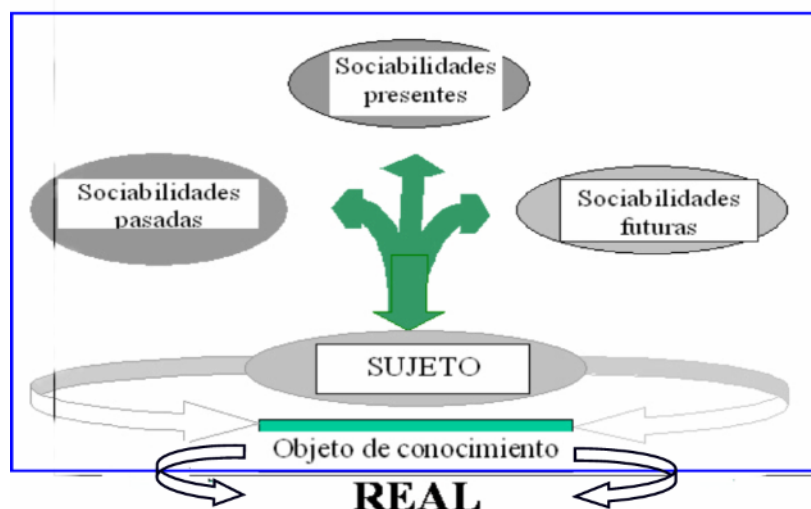 Sociabilidades
presentes
Sociabilidades
pasadas
Sociabilidades
futuras
SUJETO
Objeto de conocimiento
REAL